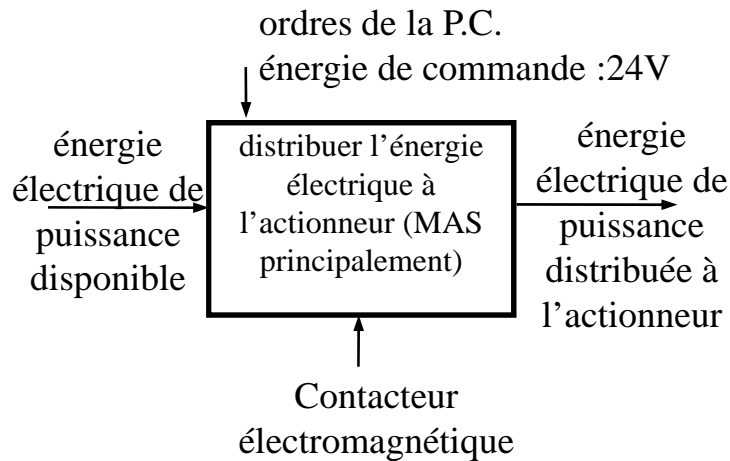 ordres de la P.C.
énergie de commande :24V
énergie
électrique de
puissance
disponible
distribuer l’énergie
électrique à
l’actionneur (MAS
principalement)
énergie
électrique de
puissance
distribuée à
l’actionneur
Contacteur
électromagnétique